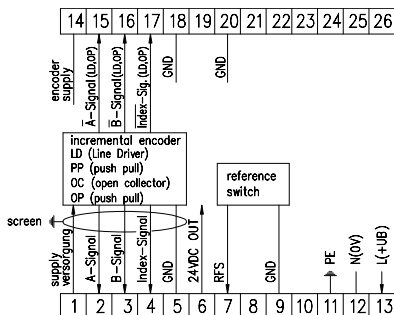 14 15 16 17 18 19 20 21 22 23 24 25 26
encoder
supply
A-Signal(LD,OP)
B-Signal(LD,OP)
Index-Sig.(LD,OP)
GND
GND
incremental encoder
LD (Line Driver)
PP (push pull)
OC (open collector)
OP (push pull)
reference
switch
screen
supply
versorgung
A-Signal
B-Signal
Index-Signal
GND
24VDC OUT
RFS
GND
PE
N(0V)
L(+UB)
1 2 3 4 5 6 7 8 9 10 11 12 13